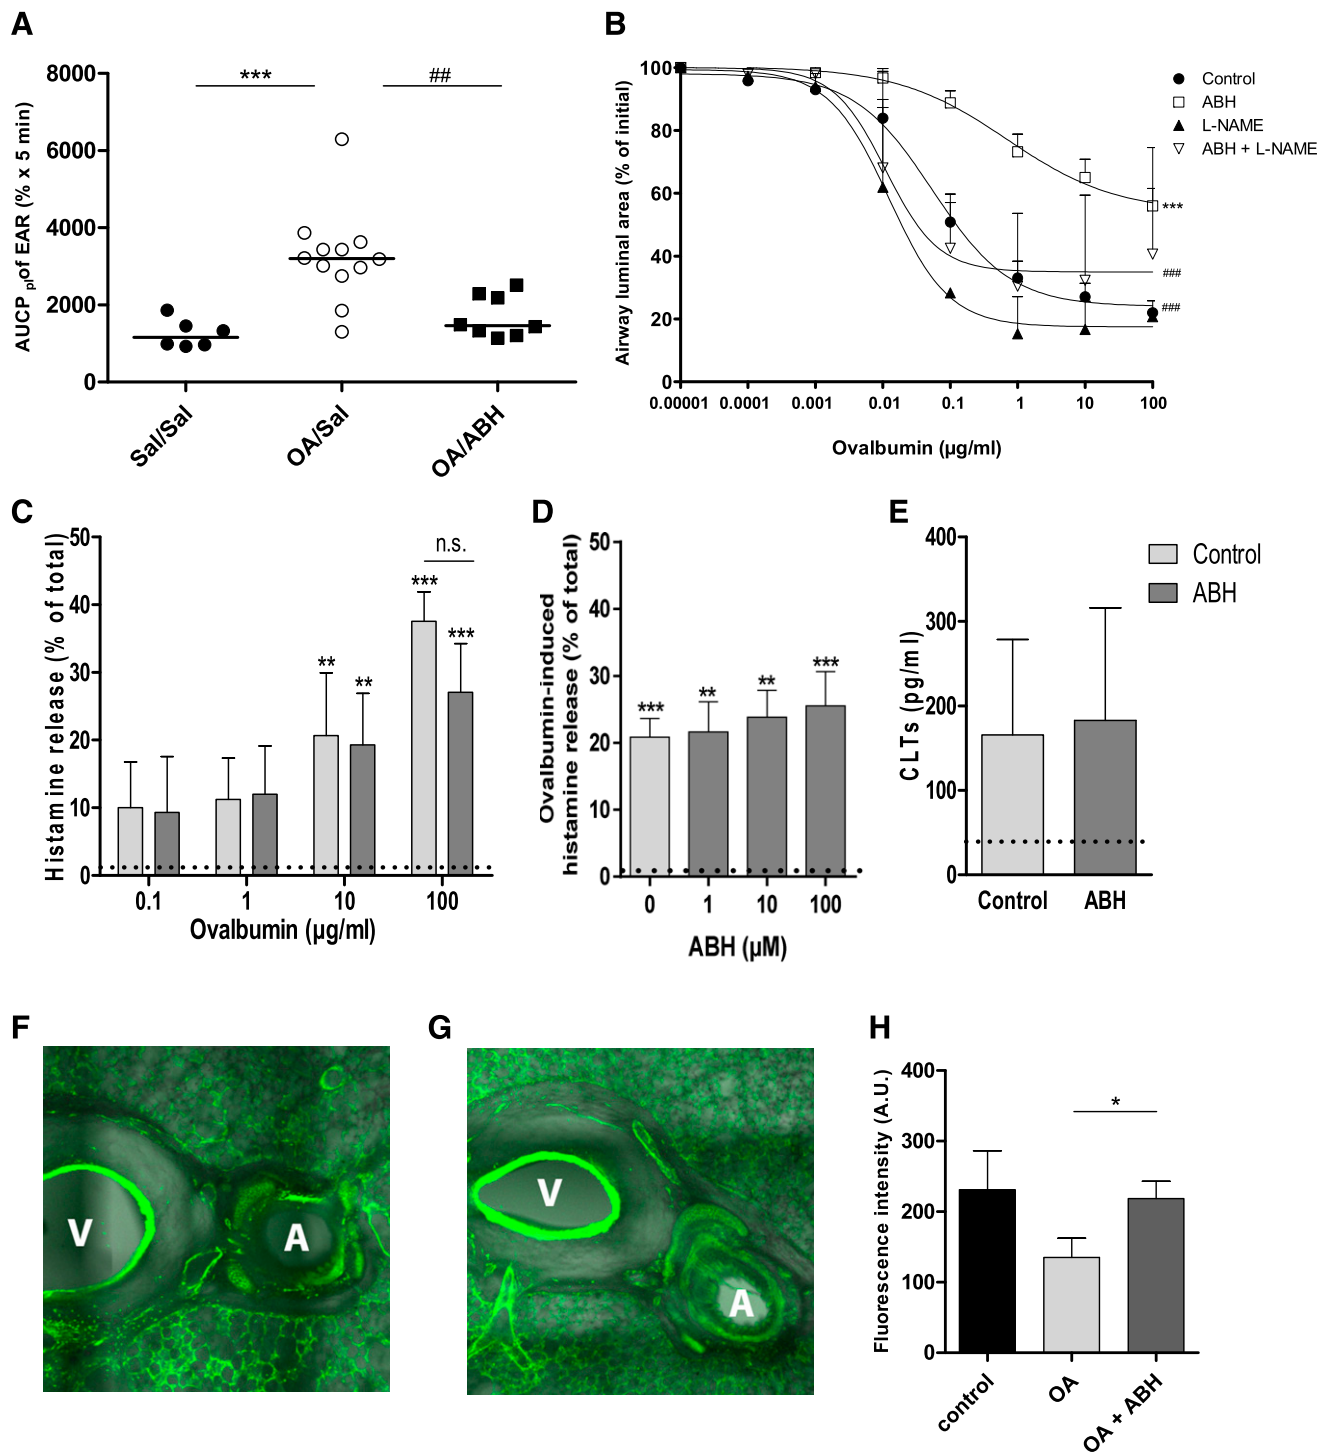 A
AUCP pl of EAR (% x 5 min)
8000
6000
4000
2000
0
***
##
Sal/Sal
OA/Sal
OA/ABH
B
Airway luminal area (% of initial)
100
80
60
40
20
0
0.00001 0.0001 0.001 0.01 0.1 1 10 100
Ovalbumin (µg/ml)
***
###
###
Control
ABH
L-NAME
ABH + L-NAME
C
Histamine release (% of total)
50
40
30
20
10
0
**
**
***
***
n.s.
0.1 1 10 100
Ovalbumin (µg/ml)
D
Ovalbumin-induced
histamine release (% of total)
50
40
30
20
10
0
***
**
**
***
0 1 10 100
ABH (µM)
E
CLTs (pg/ml)
400
300
200
100
0
Control ABH
Control
ABH
F
V
A
G
V
A
H
Fluorescence intensity (A.U.)
400
300
200
100
0
*
control
OA
OA + ABH